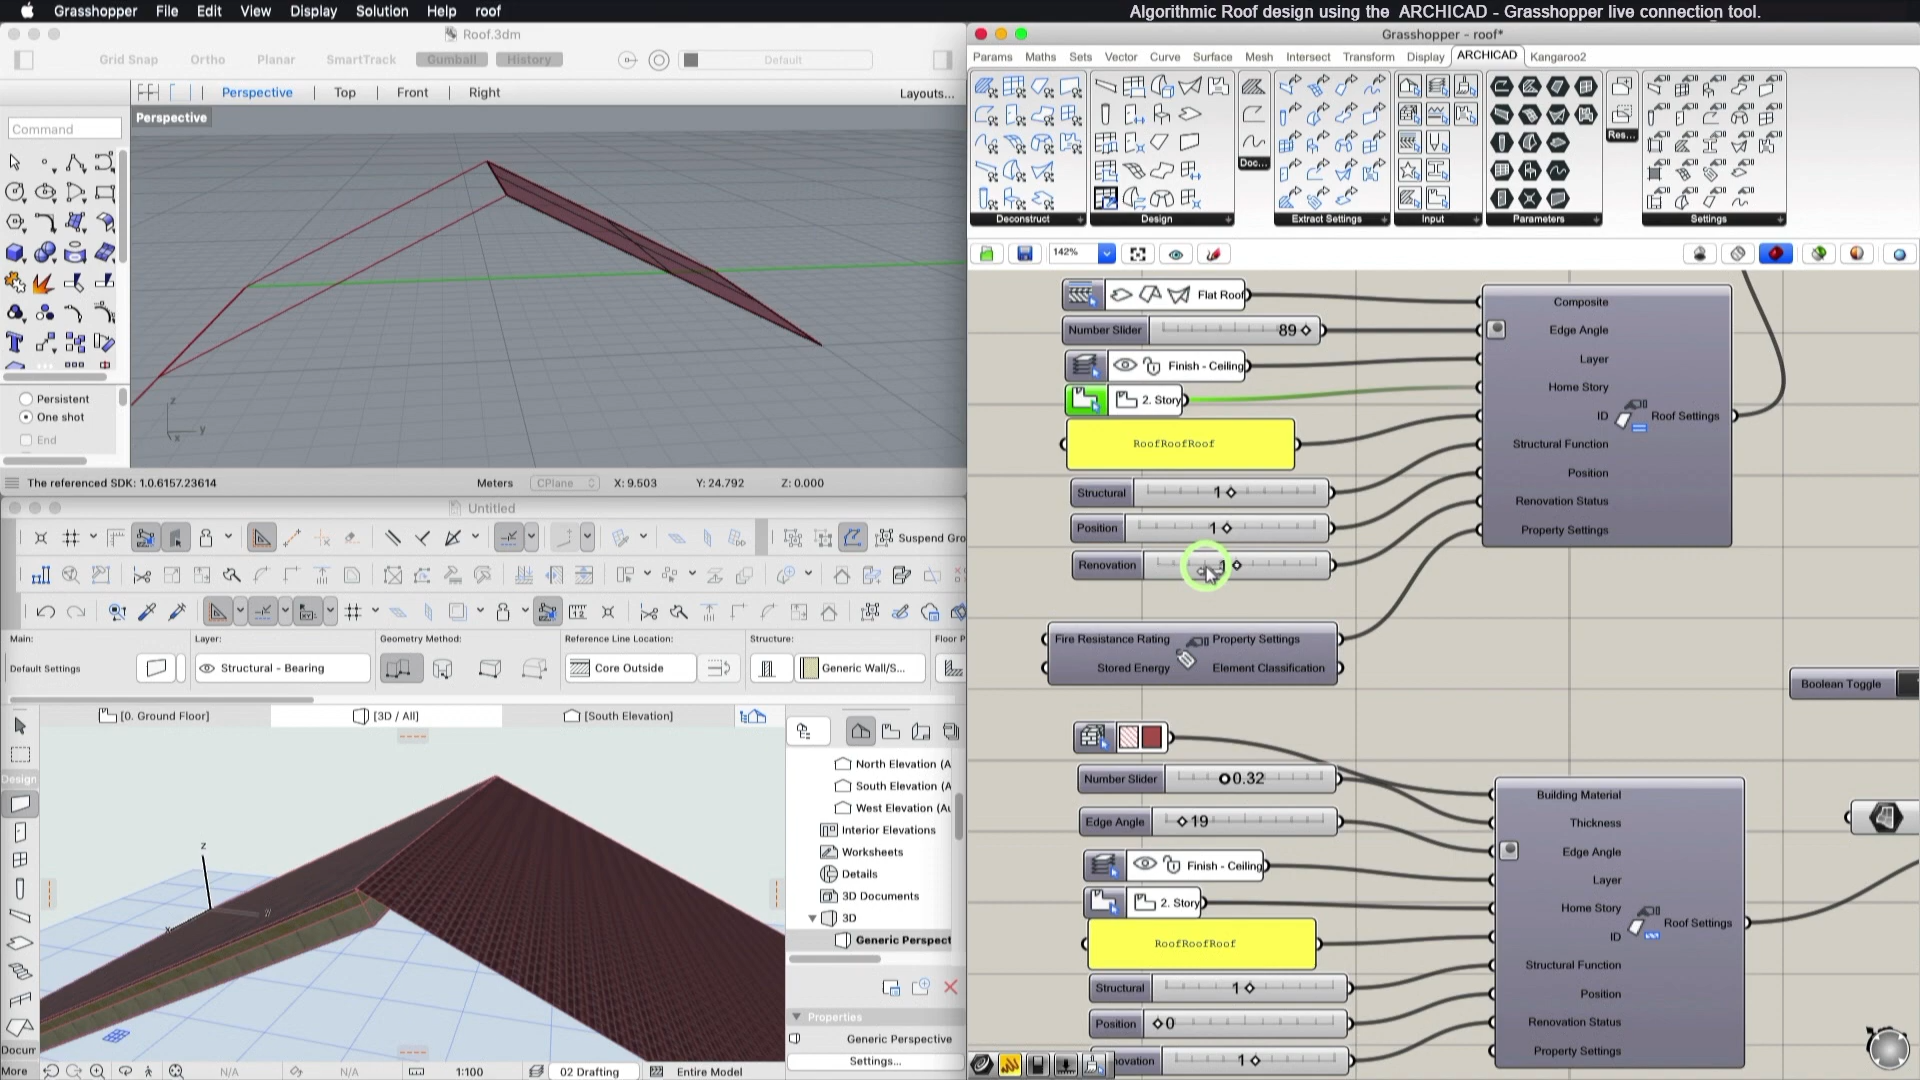 Grasshopper File Edit View Display Solution Help roof
Algorithmic Roof design using the ARCHICAD - Grasshopper live connection tool.
Roof.3dm
Grid Snap Ortho Planar SmartTrack Gumball History Default
Perspective Top Front Right Layouts...
Command
Perspective
z
y
x
Persistent
One shot
End
The referenced SDK: 1.0.6157.23614 Meters CPlane X: 9.503 Y: 24.792 Z: 0.000
Untitled
Suspend Gro
Main: Layer: Geometry Method: Reference Line Location: Structure: Floor P
Default Settings Structural - Bearing Core Outside Generic Wall/S...
[0. Ground Floor] [3D / All] [South Elevation]
Design
North Elevation (A
South Elevation (A
West Elevation (Au
Interior Elevations
Worksheets
Details
3D Documents
3D
Generic Perspect
Properties
Generic Perspective
Settings...
z
Docum
More N/A N/A 1:100 02 Drafting Entire Model
Grasshopper - roof*
Params Maths Sets Vector Curve Surface Mesh Intersect Transform Display ARCHICAD Kangaroo2
Deconstruct Design Doc... Extract Settings Input Parameters Res... Settings
142%
Flat Roof
Number Slider 89
Finish - Ceiling
2. Story
RoofRoofRoof
Structural 1
Position 1
Renovation 1
Composite
Edge Angle
Layer
Home Story
ID
Structural Function
Position
Renovation Status
Property Settings
Roof Settings
Fire Resistance Rating Property Settings
Stored Energy Element Classification
Boolean Toggle
Number Slider 0.32
Edge Angle 19
Finish - Ceiling
2. Story
RoofRoofRoof
Structural 1
Position 0
ovation 1
Building Material
Thickness
Edge Angle
Layer
Home Story
ID
Structural Function
Position
Renovation Status
Property Settings
Roof Settings